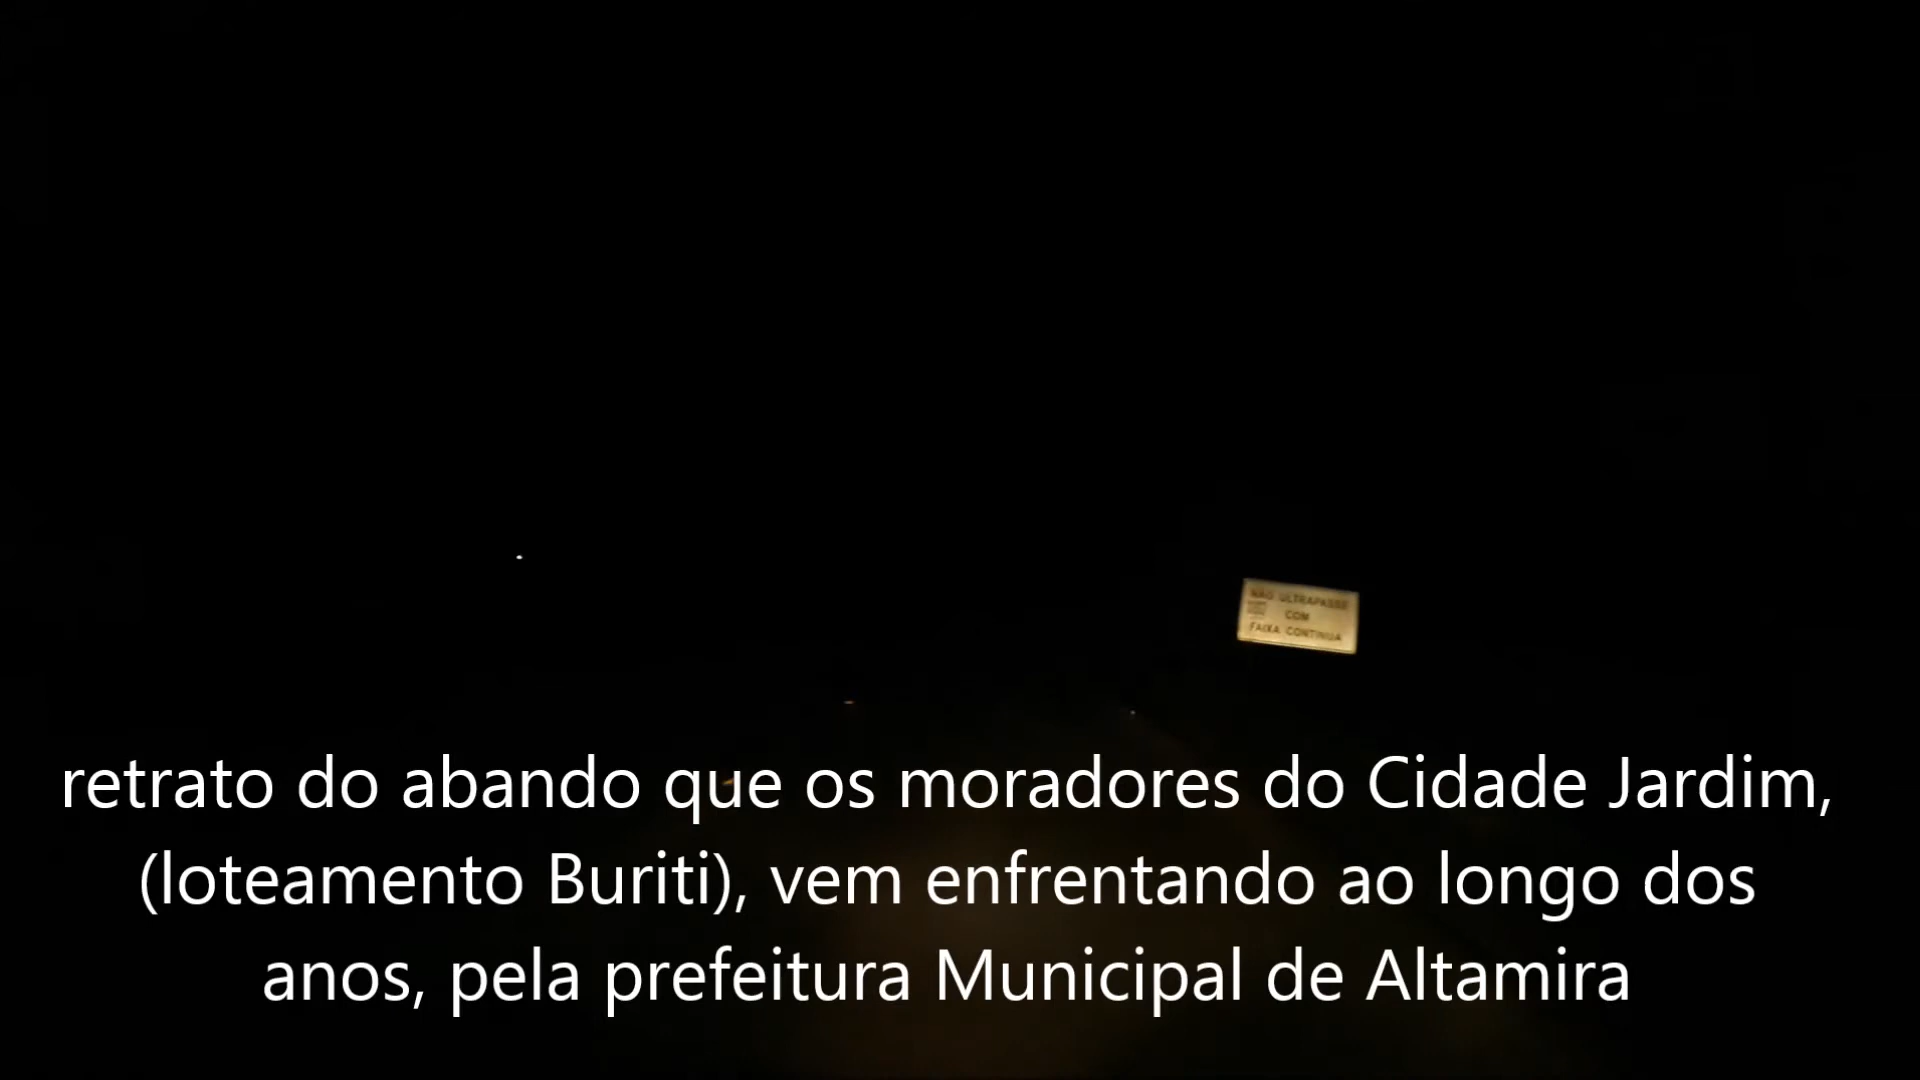 NÃO ULTRAPASSE
COM
FAIXA CONTINUA
retrato do abando que os moradores do Cidade Jardim,
(loteamento Buriti), vem enfrentando ao longo dos
anos, pela prefeitura Municipal de Altamira